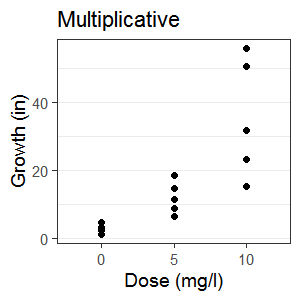 Multiplicative
Growth (in)
40
20
0
0 5 10
Dose (mg/l)